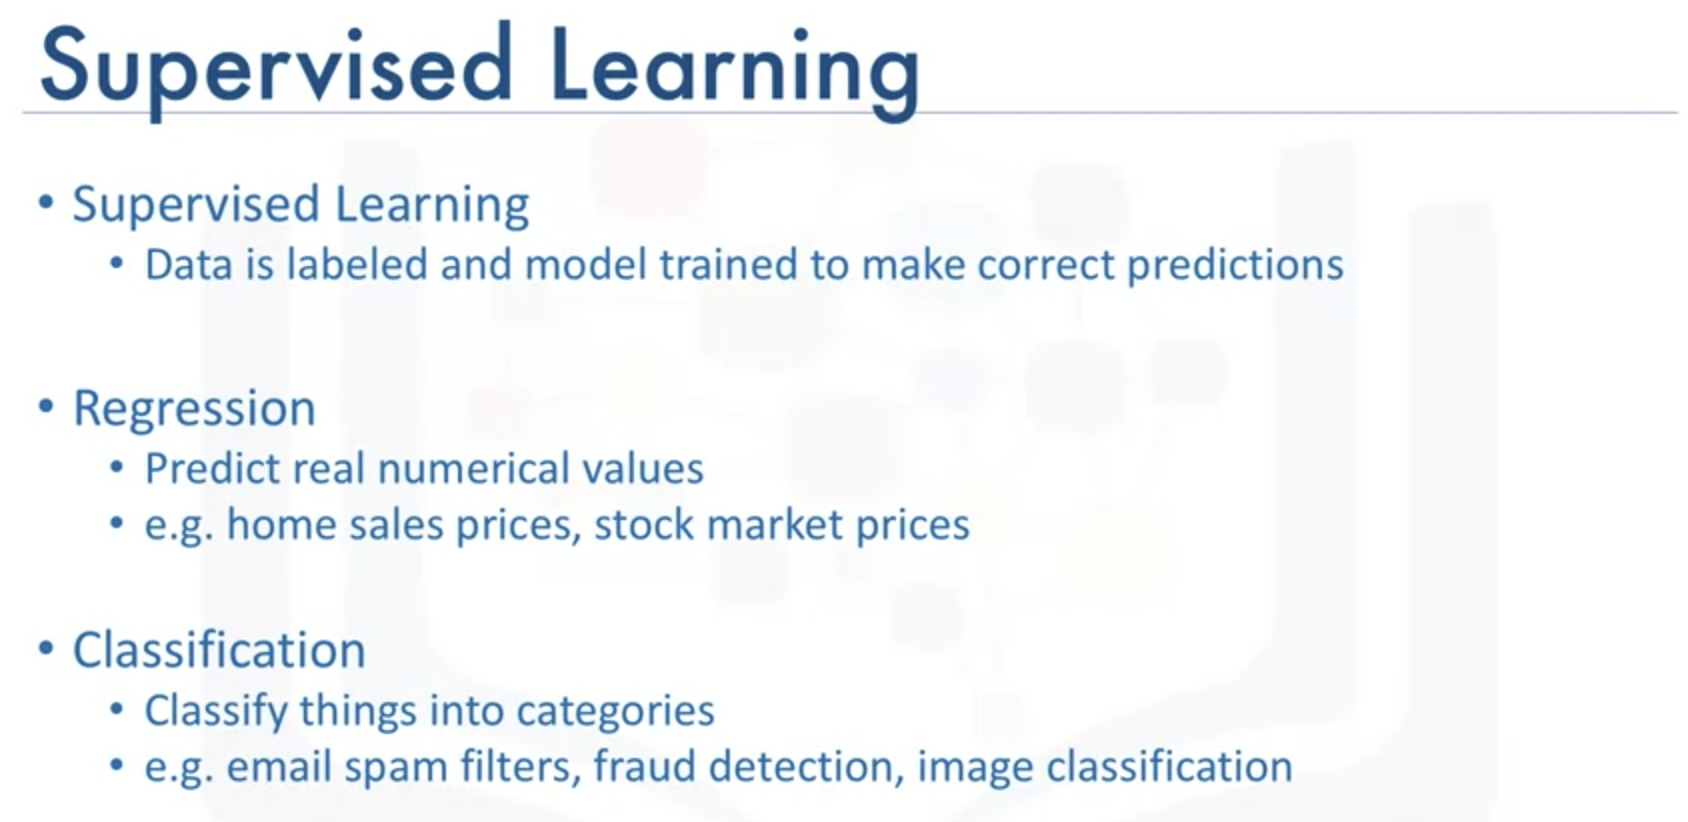 Supervised Learning
• Supervised Learning
• Data is labeled and model trained to make correct predictions
• Regression
• Predict real numerical values
• e.g. home sales prices, stock market prices
• Classification
• Classify things into categories
• e.g. email spam filters, fraud detection, image classification